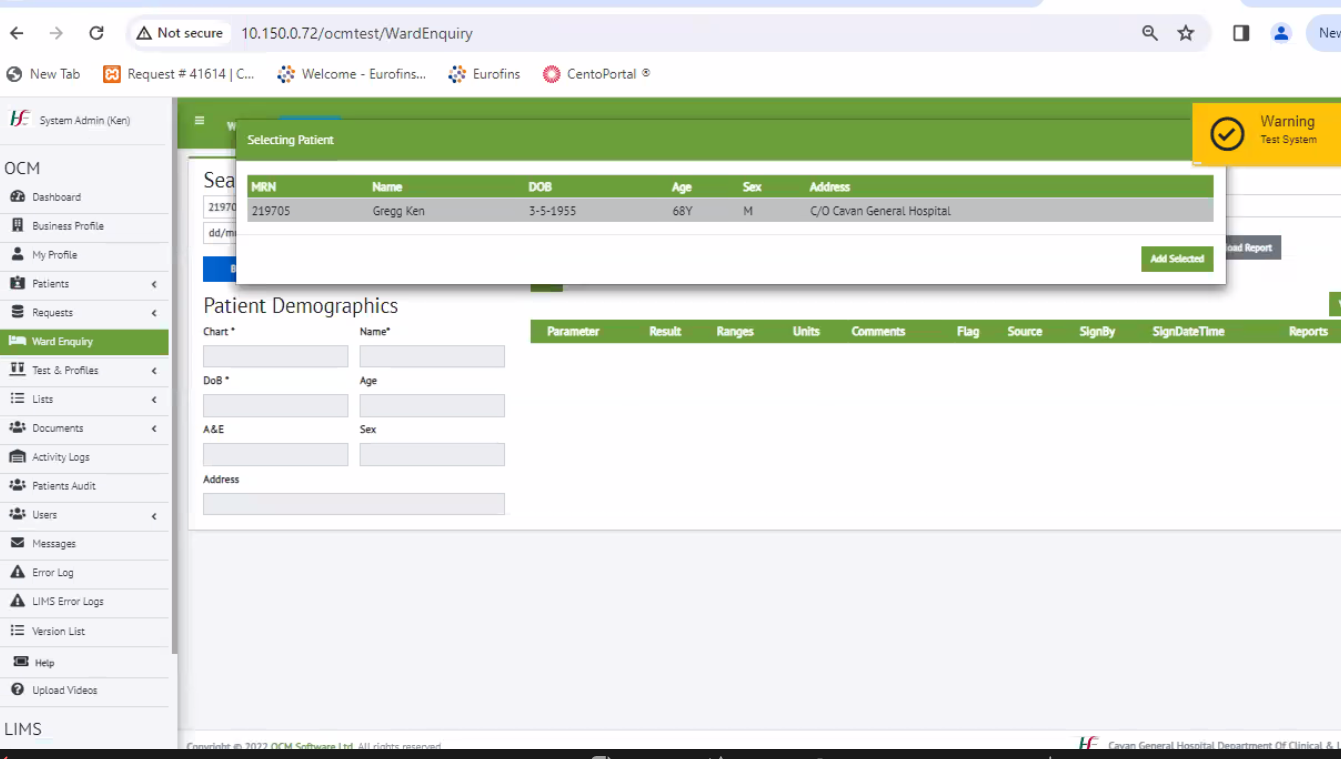 Not secure 10.150.0.72/ocmtest/WardEnquiry
New Tab Request # 41614 | C... Welcome - Eurofins... Eurofins CentoPortal ®
System Admin (Ken)
Warning
Test System
Selecting Patient
OCM
Dashboard
Business Profile
My Profile
Patients
Requests
Ward Enquiry
Test & Profiles
Lists
Documents
Activity Logs
Patients Audit
Users
Messages
Error Log
LIMS Error Logs
Version List
Help
Upload Videos
LIMS
MRN Name DOB Age Sex Address
219705 Gregg Ken 3-5-1955 68Y M C/O Cavan General Hospital
Add Selected
Report
Patient Demographics
Chart * Name*
DoB * Age
A&E Sex
Address
Parameter Result Ranges Units Comments Flag Source SignBy SignDateTime Reports
Copyright © 2022 OCM Software Ltd. All rights reserved
Cavan General Hospital Department Of Clinical &